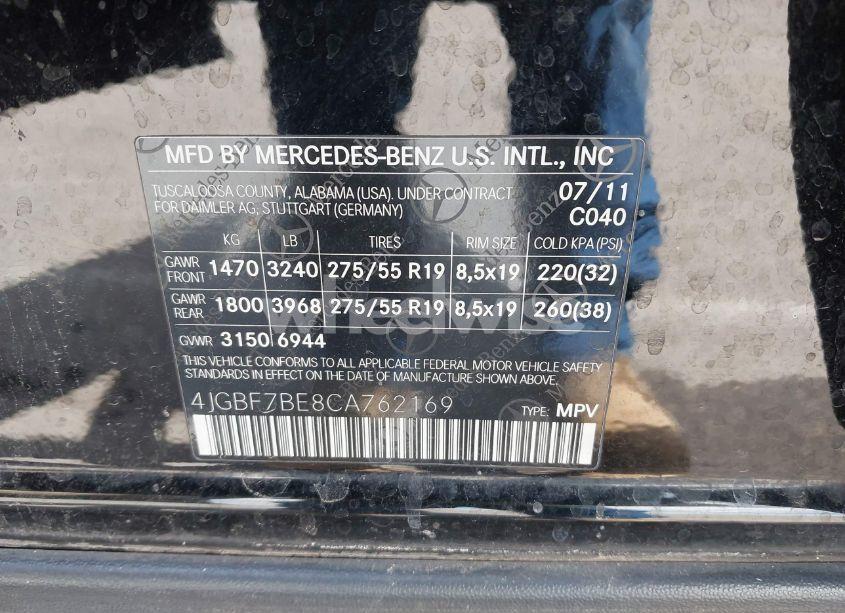 MFD BY MERCEDES-BENZ U.S. INTL., INC
TUSCALOOSA COUNTY, ALABAMA (USA). UNDER CONTRACT 07/11
FOR DAIMLER AG; STUTTGART (GERMANY) C040
KG LB TIRES RIM SIZE COLD KPA (PSI)
GAWR FRONT 1470 3240 275/55 R19 8,5x19 220(32)
GAWR REAR 1800 3968 275/55 R19 8,5x19 260(38)
GVWR 3150 6944
THIS VEHICLE CONFORMS TO ALL APPLICABLE FEDERAL MOTOR VEHICLE SAFETY
STANDARDS IN EFFECT ON THE DATE OF MANUFACTURE SHOWN ABOVE.
4JGBF7BE8CA762169 TYPE: MPV